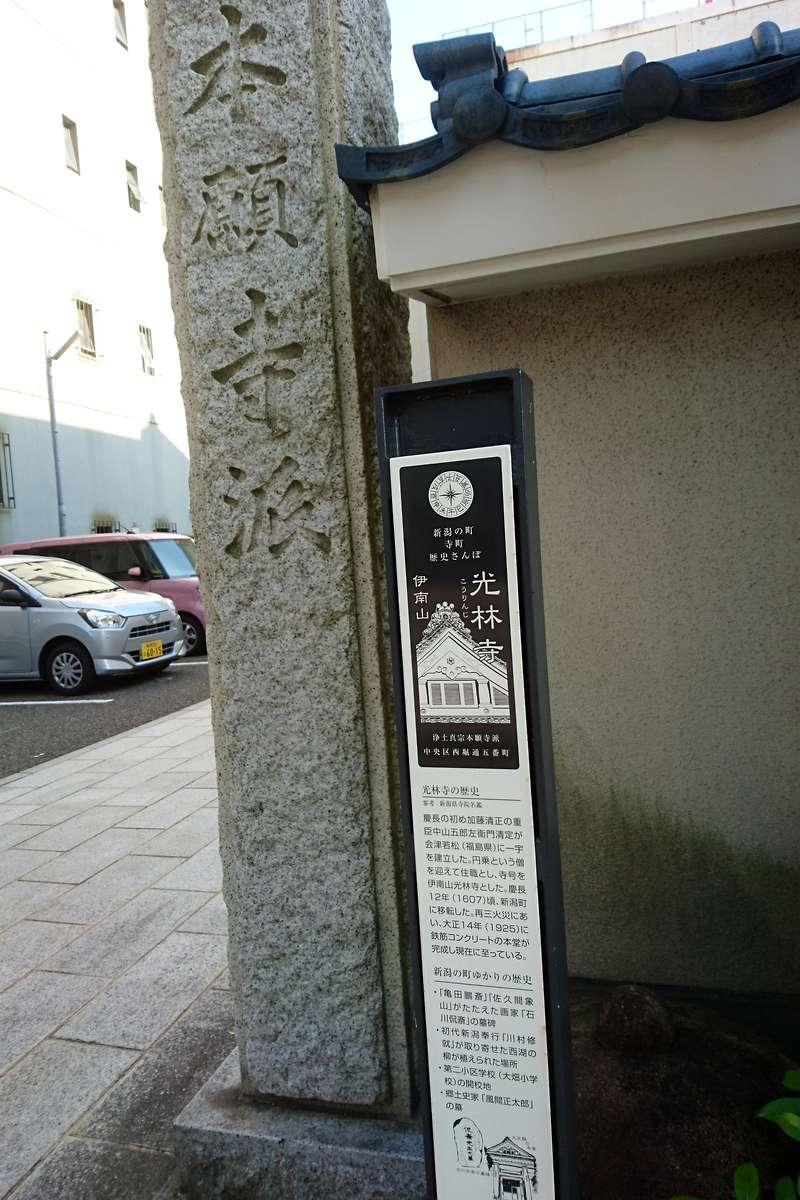 本願寺派
新潟の町
寺町
歴史さんぽ
光林寺
こうりんじ
伊南山
浄土真宗本願寺派
中央区西堀通五番町
光林寺の歴史
参考:新潟県寺院名鑑
慶長の初め加藤清正の重
臣中山五郎左衛門清定が
会津若松(福島県)に一宇
を建立した。円乗という僧
を迎えて住職とし、寺号を
伊南山光林寺とした。慶長
12年(1607)頃、新潟町
に移転した。再三火災にあ
い、大正14年(1925)に
鉄筋コンクリートの本堂が
完成し現在に至っている。
新潟の町ゆかりの歴史
・「亀田鵬斎」「佐久間象
山」がたたえた画家「石
川侃斎」の墓碑
・初代新潟奉行「川村修
就」が取り寄せた西湖の
柳が植えられた場所
・第二小区学校(大畑小学
校)の開校地
・郷土史家「風間正太郎」
の墓
60-15